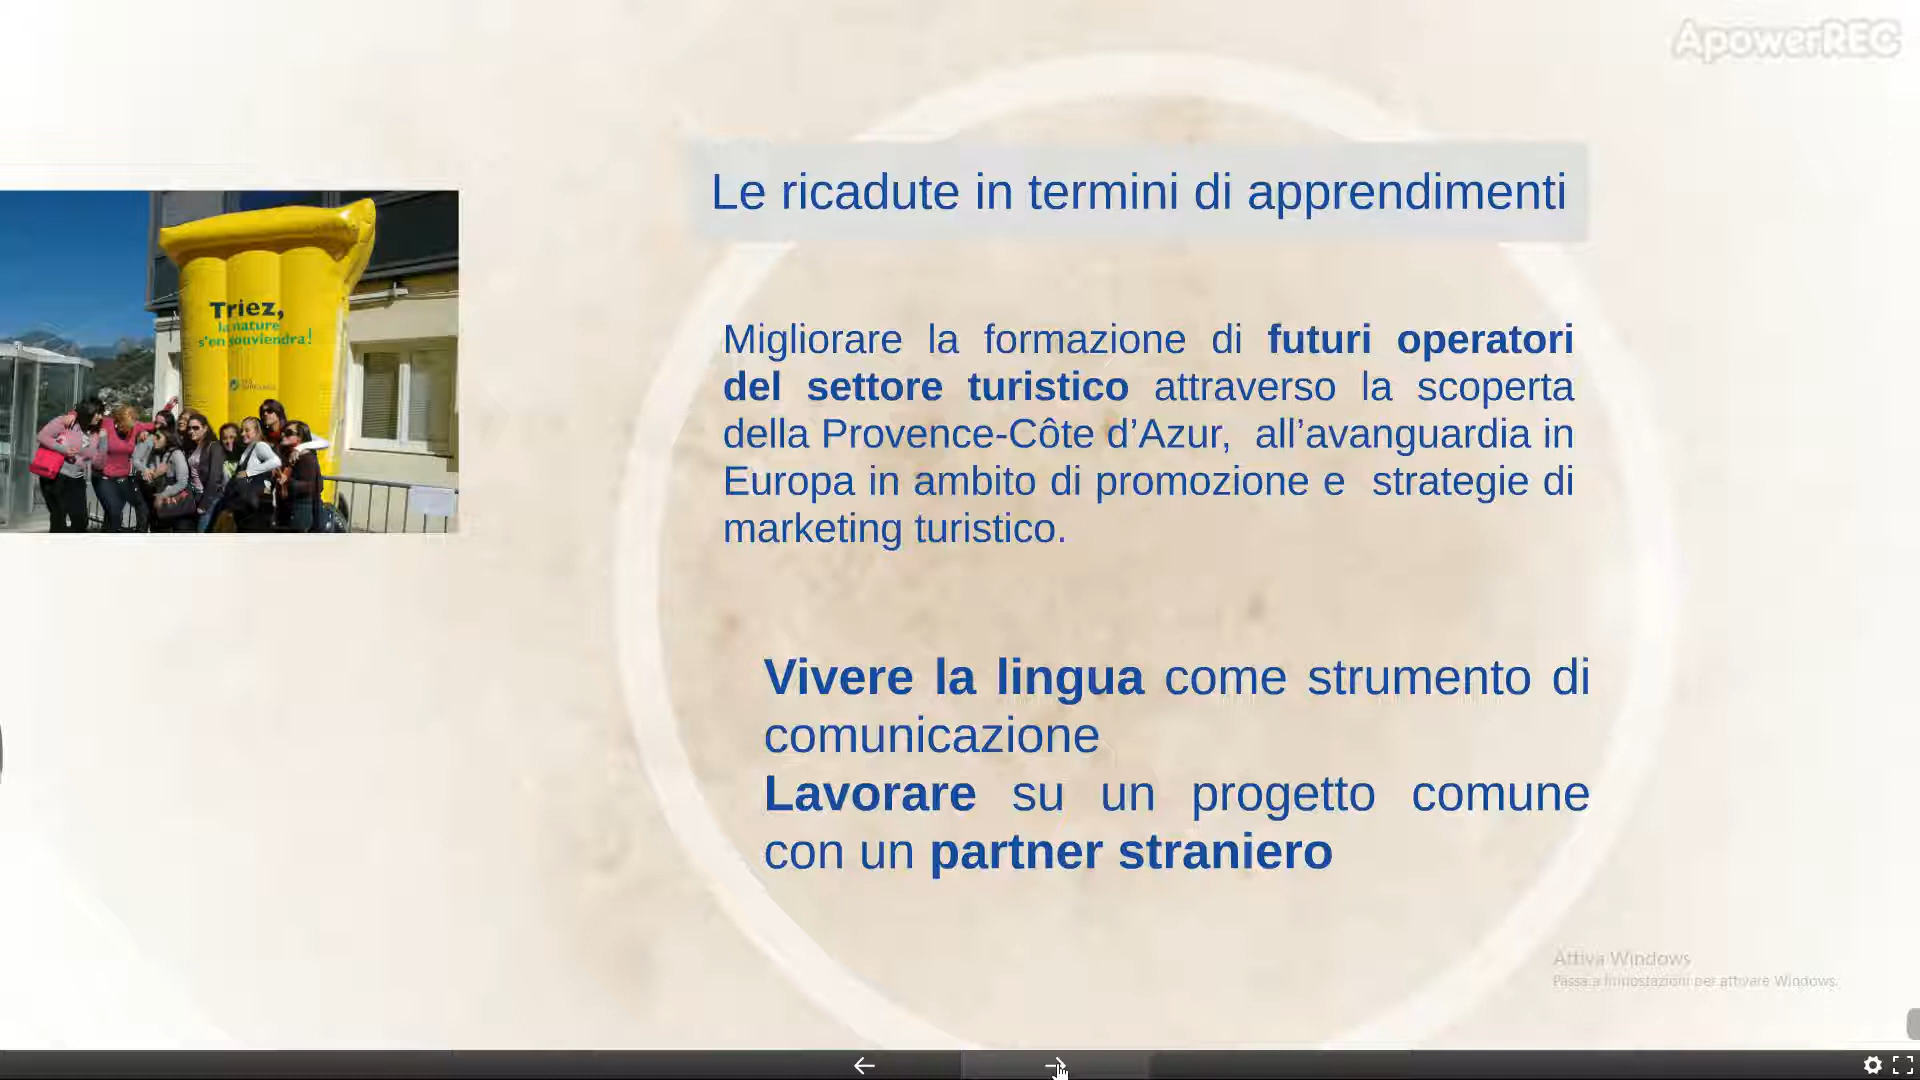 ApowerREC
Le ricadute in termini di apprendimenti
Triez,
la nature
s'en souviendra!
Migliorare la formazione di futuri operatori
del settore turistico attraverso la scoperta
della Provence-Côte d’Azur, all’avanguardia in
Europa in ambito di promozione e strategie di
marketing turistico.
Vivere la lingua come strumento di
comunicazione
Lavorare su un progetto comune
con un partner straniero
Attiva Windows
Passa a Impostazioni per attivare Windows.